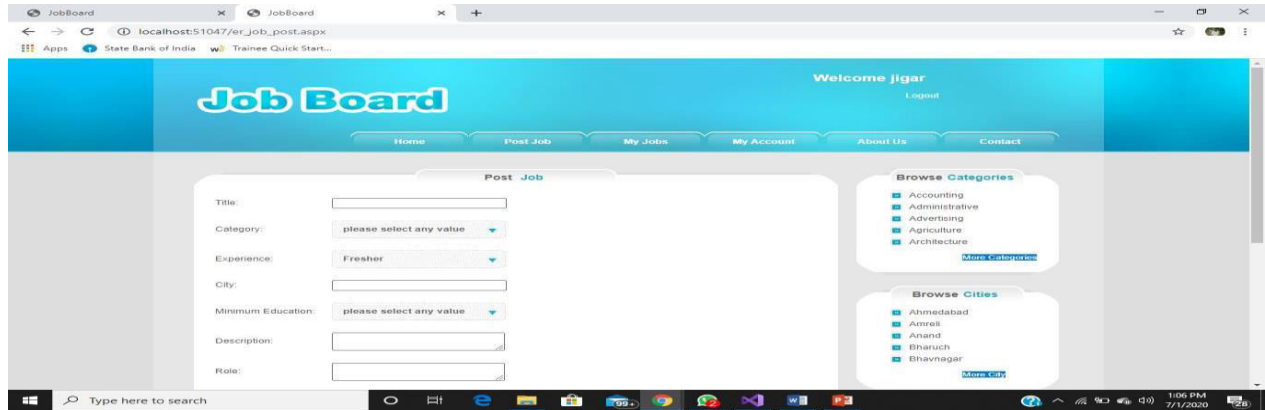 JobBoard
JobBoard
localhost:51047/er_job_post.aspx
Apps State Bank of India Trainee Quick Start...
Welcome jigar
Logout
Job Board
Home Post Job My Jobs My Account About Us Contact
Post Job
Title:
Category: please select any value
Experience: Fresher
City:
Minimum Education: please select any value
Description:
Role:
Browse Categories
Accounting
Administrative
Advertising
Agriculture
Architecture
More Categories
Browse Cities
Ahmedabad
Amreli
Anand
Bharuch
Bhavnagar
More City
Type here to search
99+
2
1:06 PM
7/1/2020
28